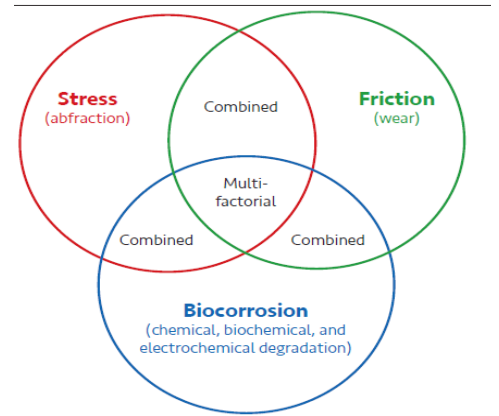 Stress
(abfraction)
Combined
Friction
(wear)
Multi-
factorial
Combined
Combined
Biocorrosion
(chemical, biochemical, and
electrochemical degradation)